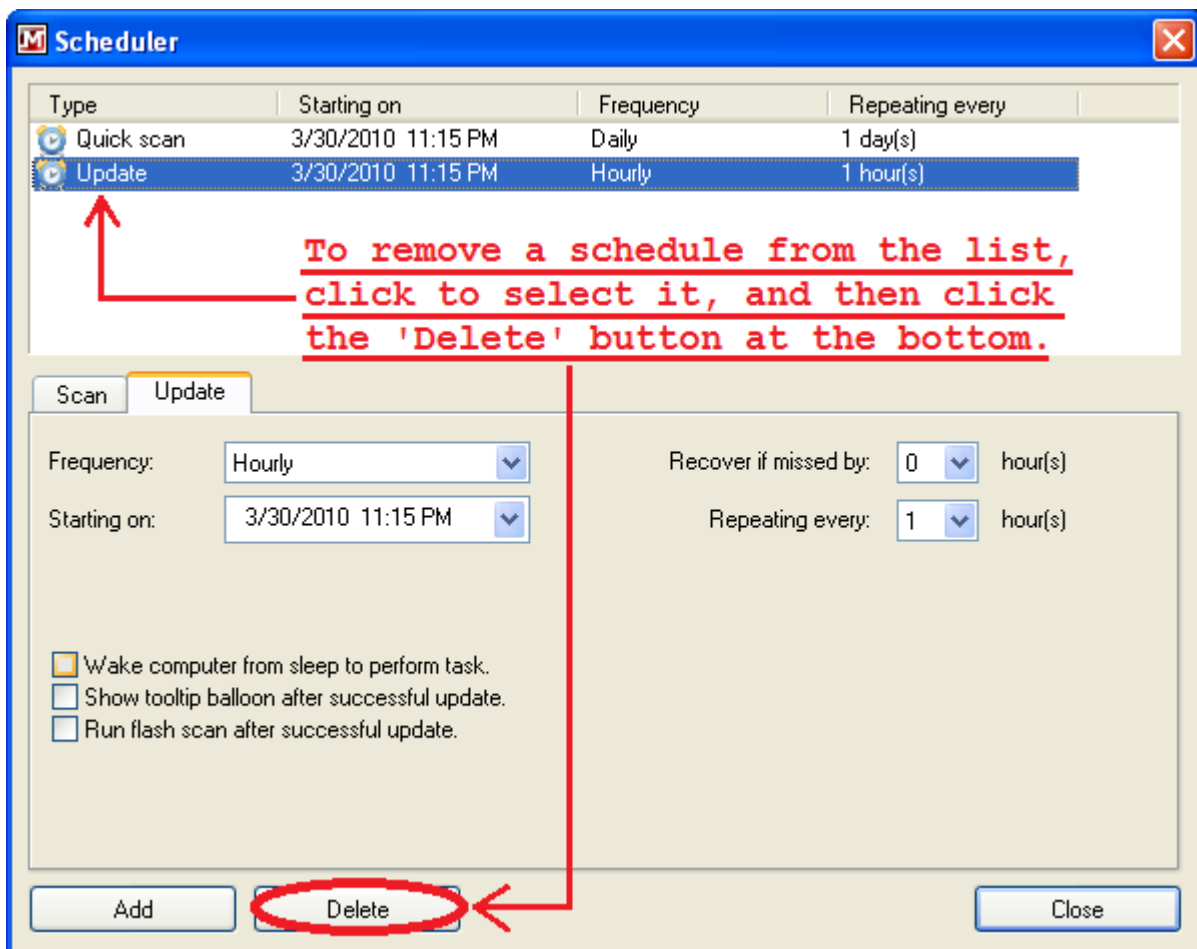 Scheduler
Type Starting on Frequency Repeating every
Quick scan 3/30/2010 11:15 PM Daily 1 day(s)
Update 3/30/2010 11:15 PM Hourly 1 hour(s)
To remove a schedule from the list,
click to select it, and then click
the 'Delete' button at the bottom.
Scan Update
Frequency: Hourly Recover if missed by: 0 hour(s)
Starting on: 3/30/2010 11:15 PM Repeating every: 1 hour(s)
Wake computer from sleep to perform task.
Show tooltip balloon after successful update.
Run flash scan after successful update.
Add Delete Close